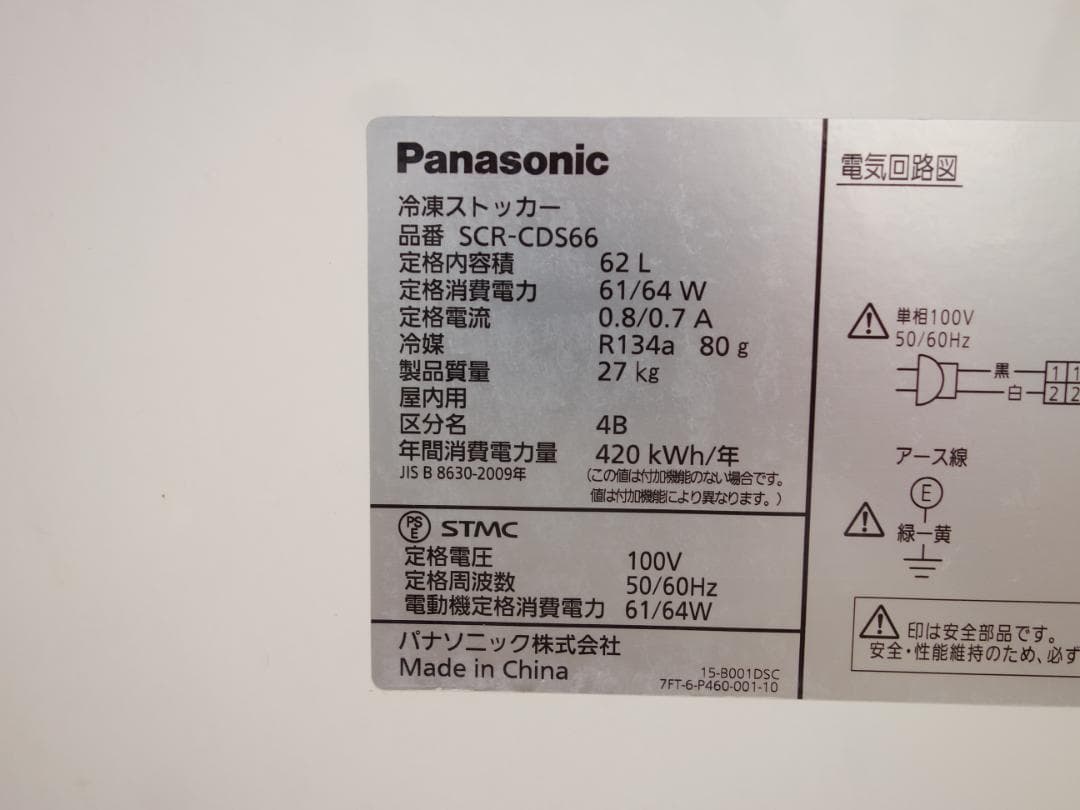 Panasonic
冷凍ストッカー
品番 SCR-CDS66
定格内容積 62 L
定格消費電力 61/64 W
定格電流 0.8/0.7 A
冷媒 R134a 80 g
製品質量 27 kg
屋内用
区分名 4B
年間消費電力量 420 kWh/年
JIS B 8630-2009年 (この値は付加機能のない場合です。
値は付加機能により異なります。)
PSE STMC
定格電圧 100V
定格周波数 50/60Hz
電動機定格消費電力 61/64W
パナソニック株式会社
Made in China
15-B001DSC
7FT-6-P460-001-10
電気回路図
単相100V
50/60Hz
黒 1 1
白 2 2
アース線
E
緑ー黄
印は安全部品です。
安全・性能維持のため、必ず